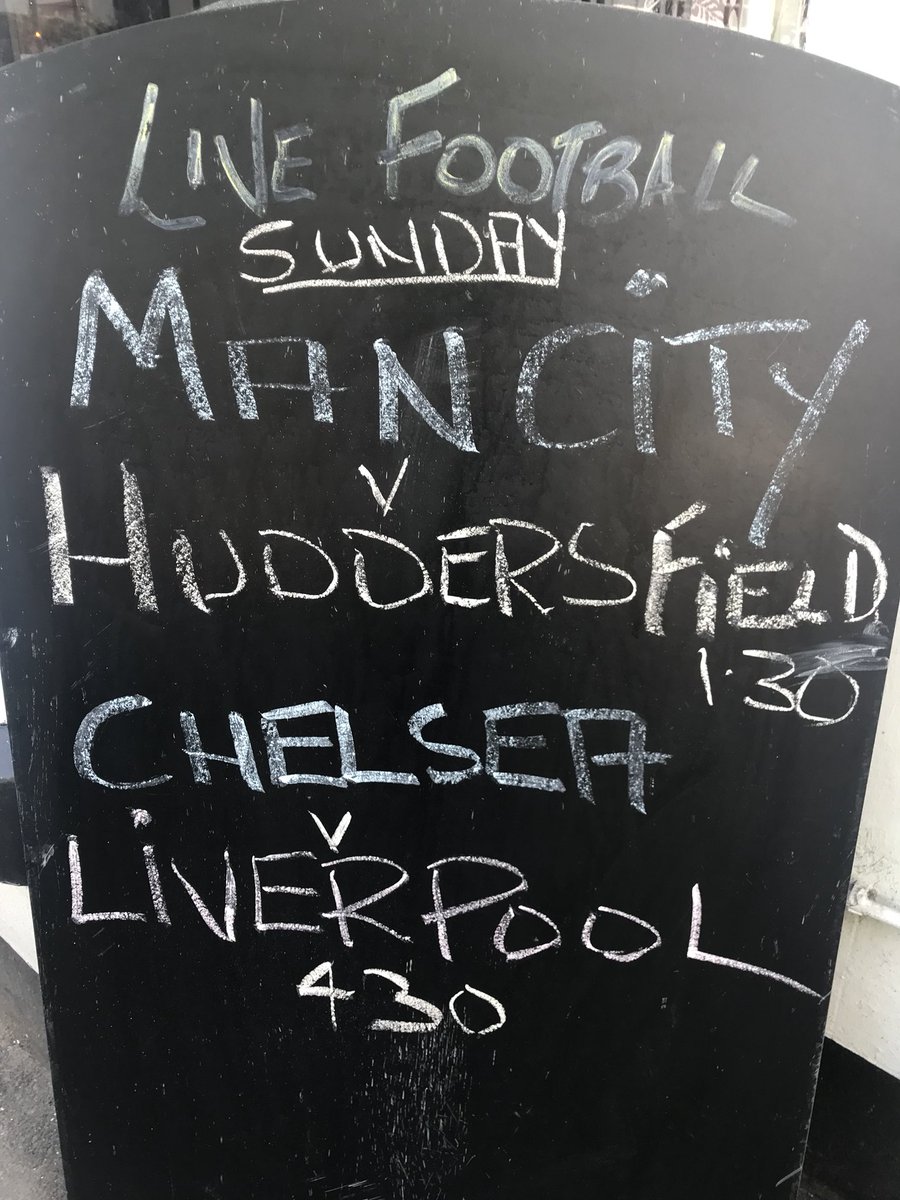 LIVE FOOTBALL
SUNDAY
MAN CITY
V
HUDDERSFIELD
1.30
CHELSEA
V
LIVERPOOL
430